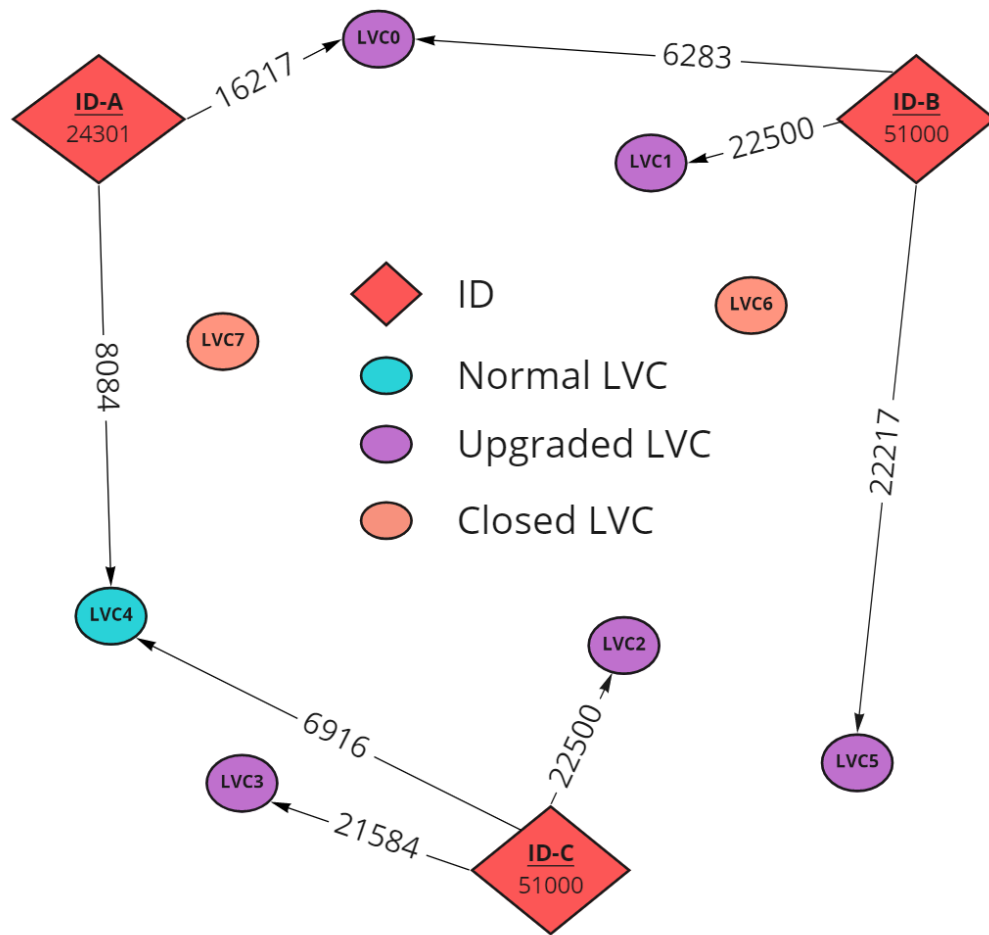 LVC0
6283
ID-A
24301
16217
ID-B
51000
22500
LVC1
ID
LVC6
LVC7
8084
Normal LVC
Upgraded LVC
22217
Closed LVC
LVC4
LVC2
6916
22500
LVC5
LVC3
21584
ID-C
51000